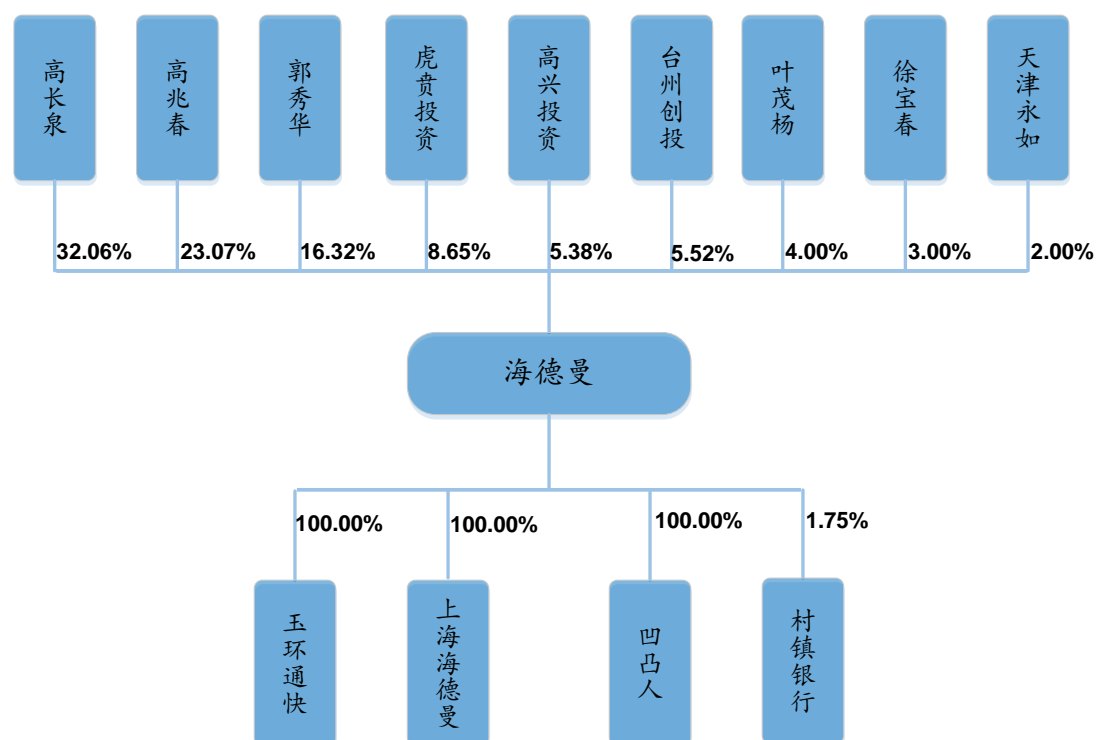 高长泉
高兆春
郭秀华
虎贲投资
高兴投资
台州创投
叶茂杨
徐宝春
天津永如
32.06%
23.07%
16.32%
8.65%
5.38%
5.52%
4.00%
3.00%
2.00%
海德曼
100.00%
100.00%
100.00%
1.75%
玉环通快
上海海德曼
凹凸人
村镇银行